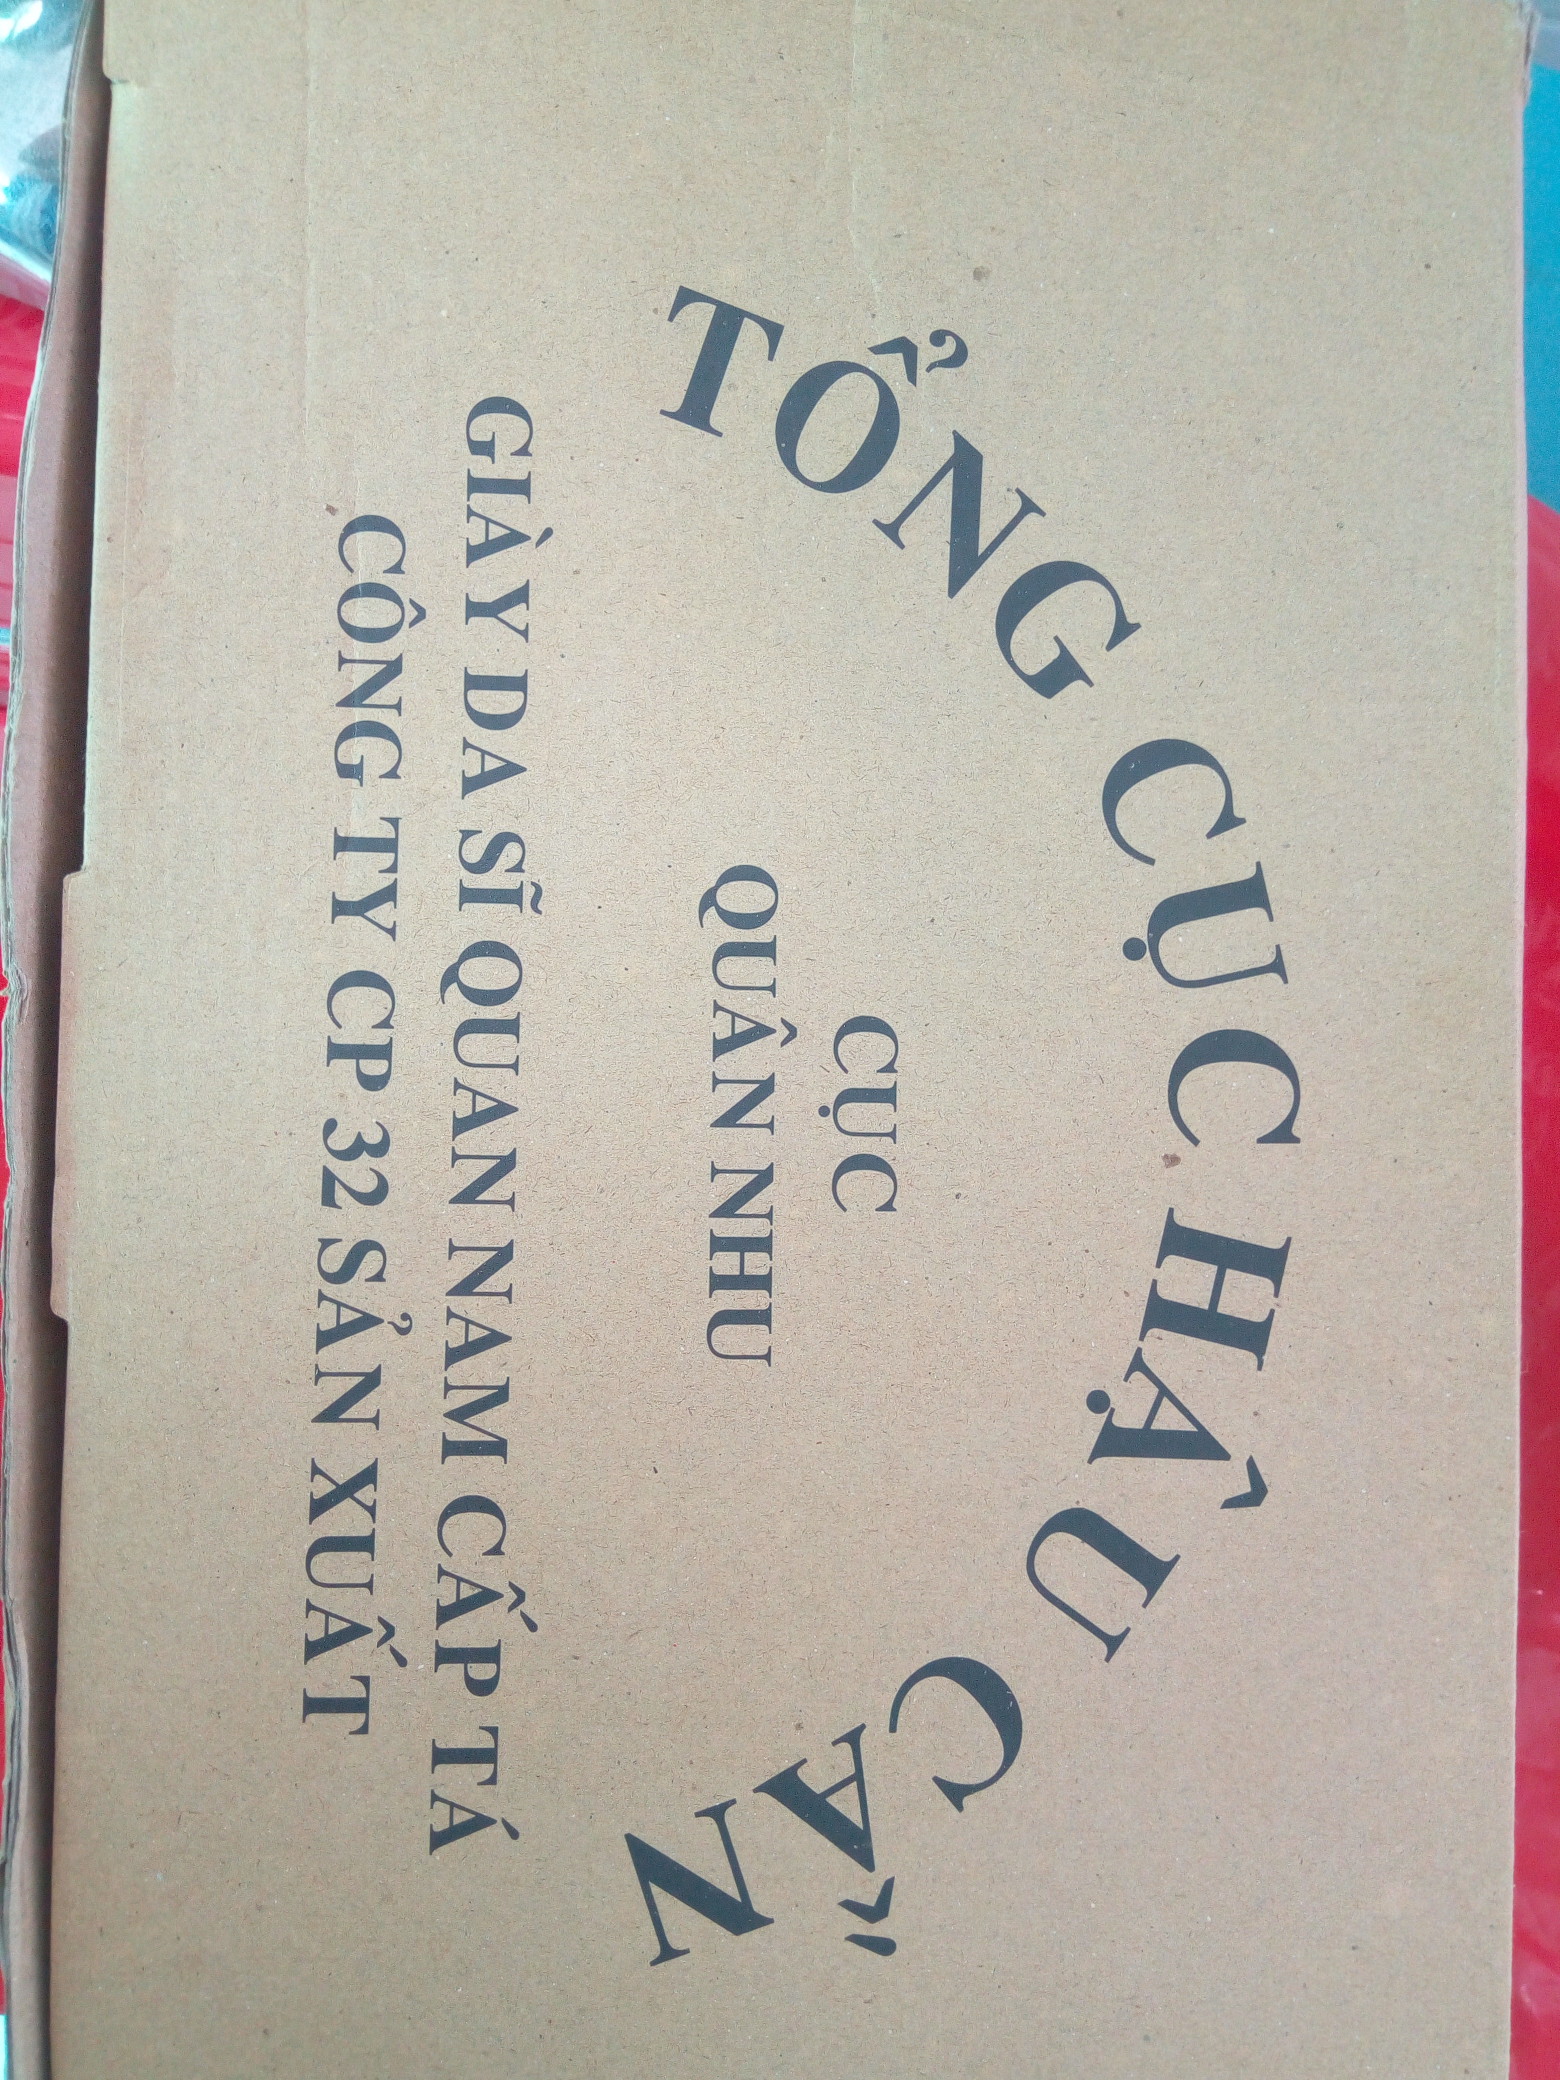 TỔNG CỤC HẬU CẦN
CỤC
QUÂN NHU
GIÀY DA SĨ QUAN NAM CẤP TÁ
CÔNG TY CP 32 SẢN XUẤT